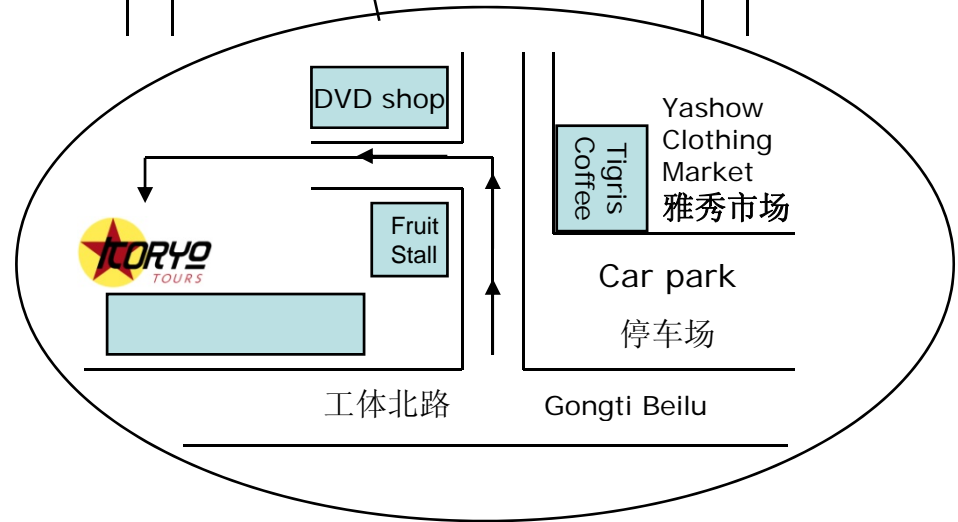 DVD shop
Yashow
Clothing
Market
雅秀市场
Tigris
Coffee
Fruit
Stall
KORYO
TOURS
Car park
停车场
工体北路
Gongti Beilu